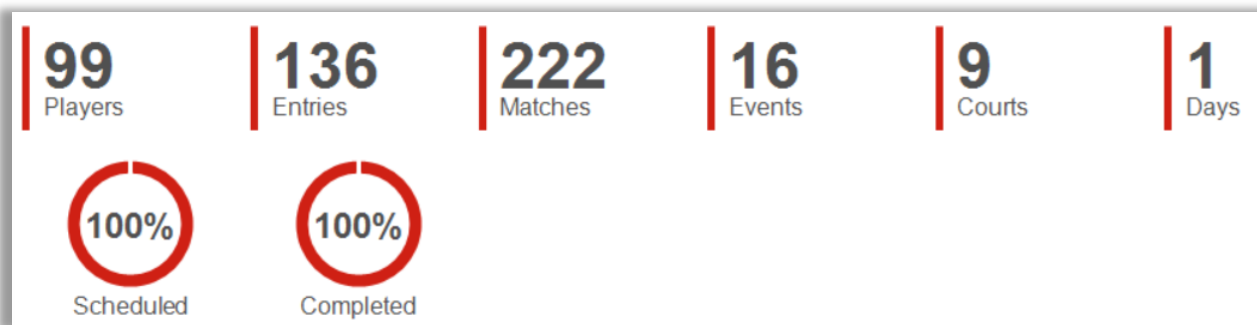 99 136 222 16 9 1
Players Entries Matches Events Courts Days
100% 100%
Scheduled Completed